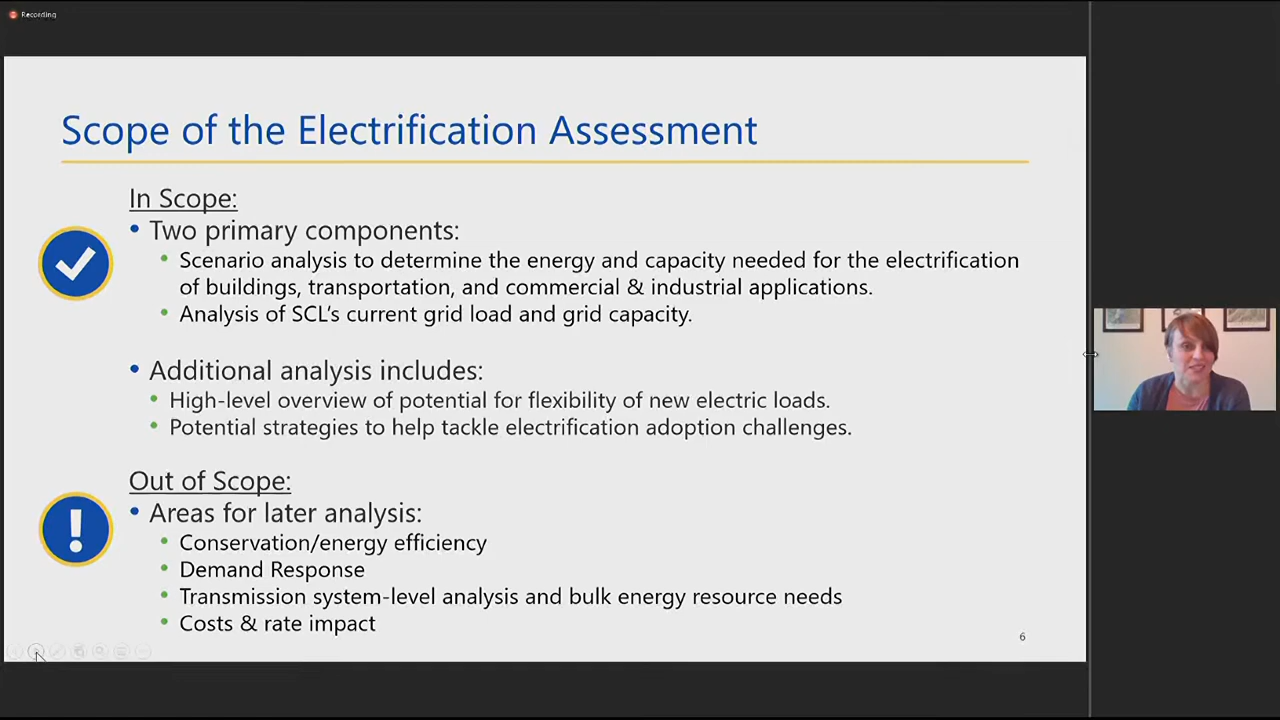 Recording
Scope of the Electrification Assessment
In Scope:
• Two primary components:
• Scenario analysis to determine the energy and capacity needed for the electrification
of buildings, transportation, and commercial & industrial applications.
• Analysis of SCL's current grid load and grid capacity.
• Additional analysis includes:
• High-level overview of potential for flexibility of new electric loads.
• Potential strategies to help tackle electrification adoption challenges.
Out of Scope:
• Areas for later analysis:
• Conservation/energy efficiency
• Demand Response
• Transmission system-level analysis and bulk energy resource needs
• Costs & rate impact
6